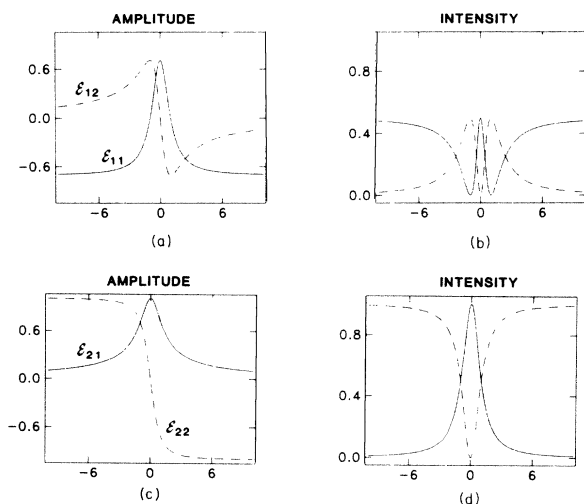 AMPLITUDE
INTENSITY
0.6
0.0
-0.6
ℰ12
ℰ11
-6 0 6
(a)
0.8
0.4
0.0
-6 0 6
(b)
AMPLITUDE
INTENSITY
0.6
0.0
-0.6
ℰ21
ℰ22
-6 0 6
(c)
0.8
0.4
0.0
-6 0 6
(d)